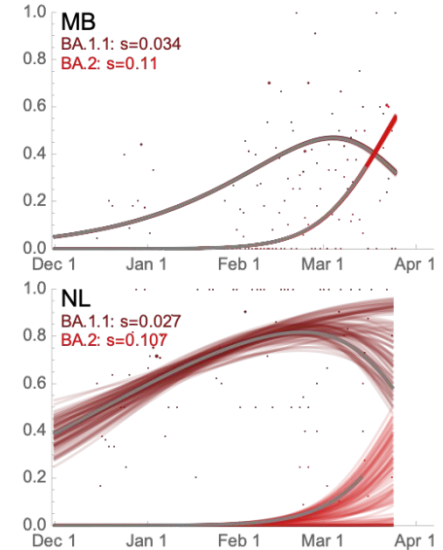 1.0
MB
BA.1.1: s=0.034
BA.2: s=0.11
0.8
0.6
0.4
0.2
0.0
Dec 1 Jan 1 Feb 1 Mar 1 Apr 1
1.0
NL
BA.1.1: s=0.027
BA.2: s=0.107
0.8
0.6
0.4
0.2
0.0
Dec 1 Jan 1 Feb 1 Mar 1 Apr 1